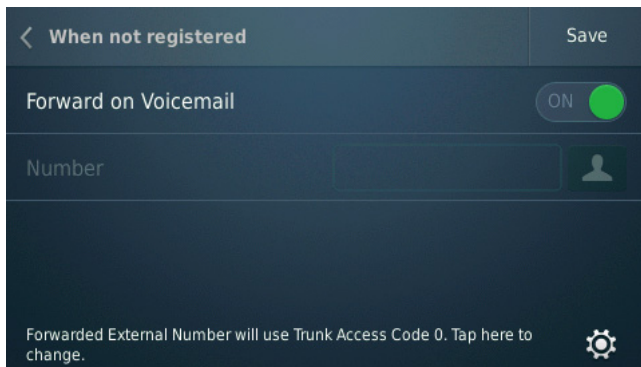 When not registered
Save
Forward on Voicemail
ON
Number
Forwarded External Number will use Trunk Access Code 0. Tap here to
change.